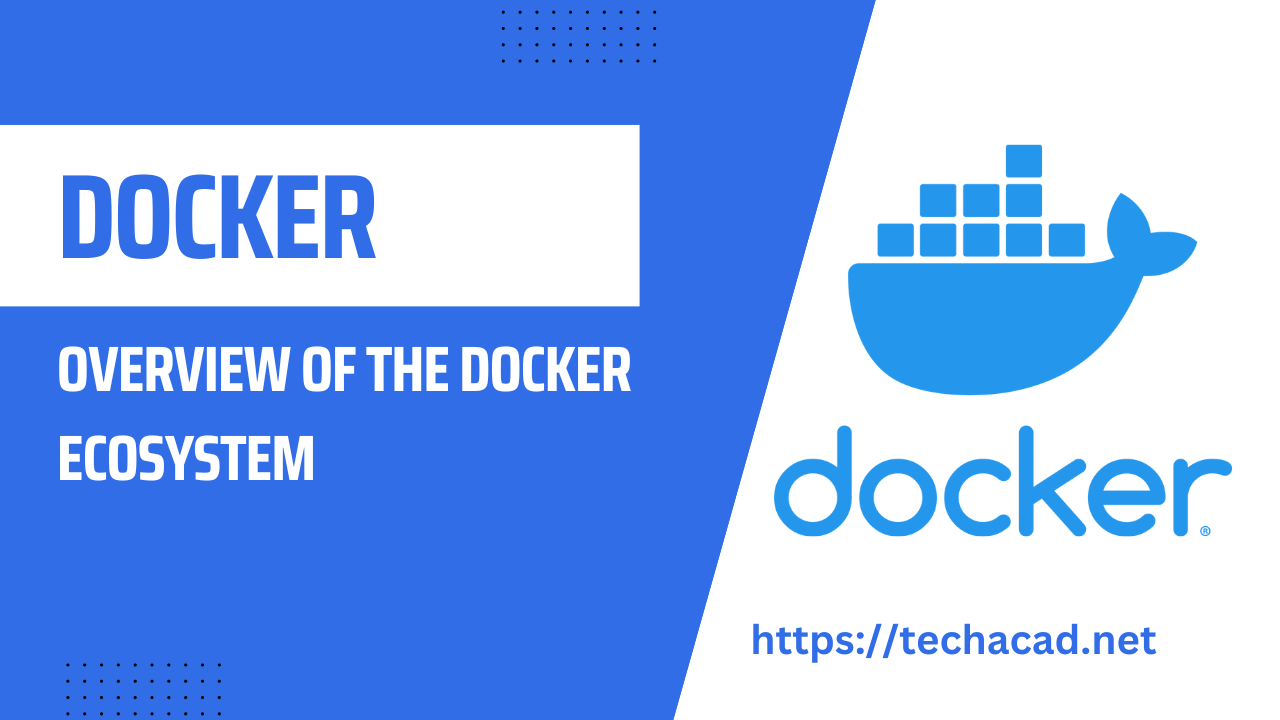 DOCKER
OVERVIEW OF THE DOCKER
ECOSYSTEM
docker®
https://techacad.net